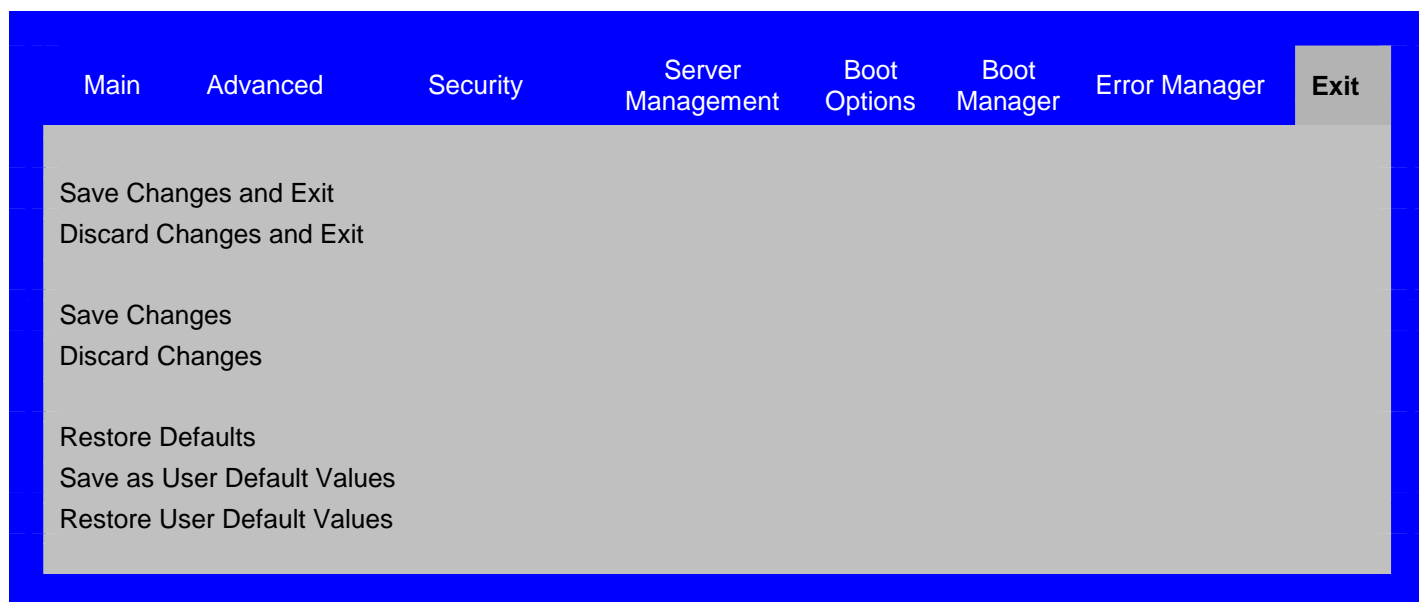 Main Advanced Security Server Management Boot Options Boot Manager Error Manager Exit
Save Changes and Exit
Discard Changes and Exit
Save Changes
Discard Changes
Restore Defaults
Save as User Default Values
Restore User Default Values